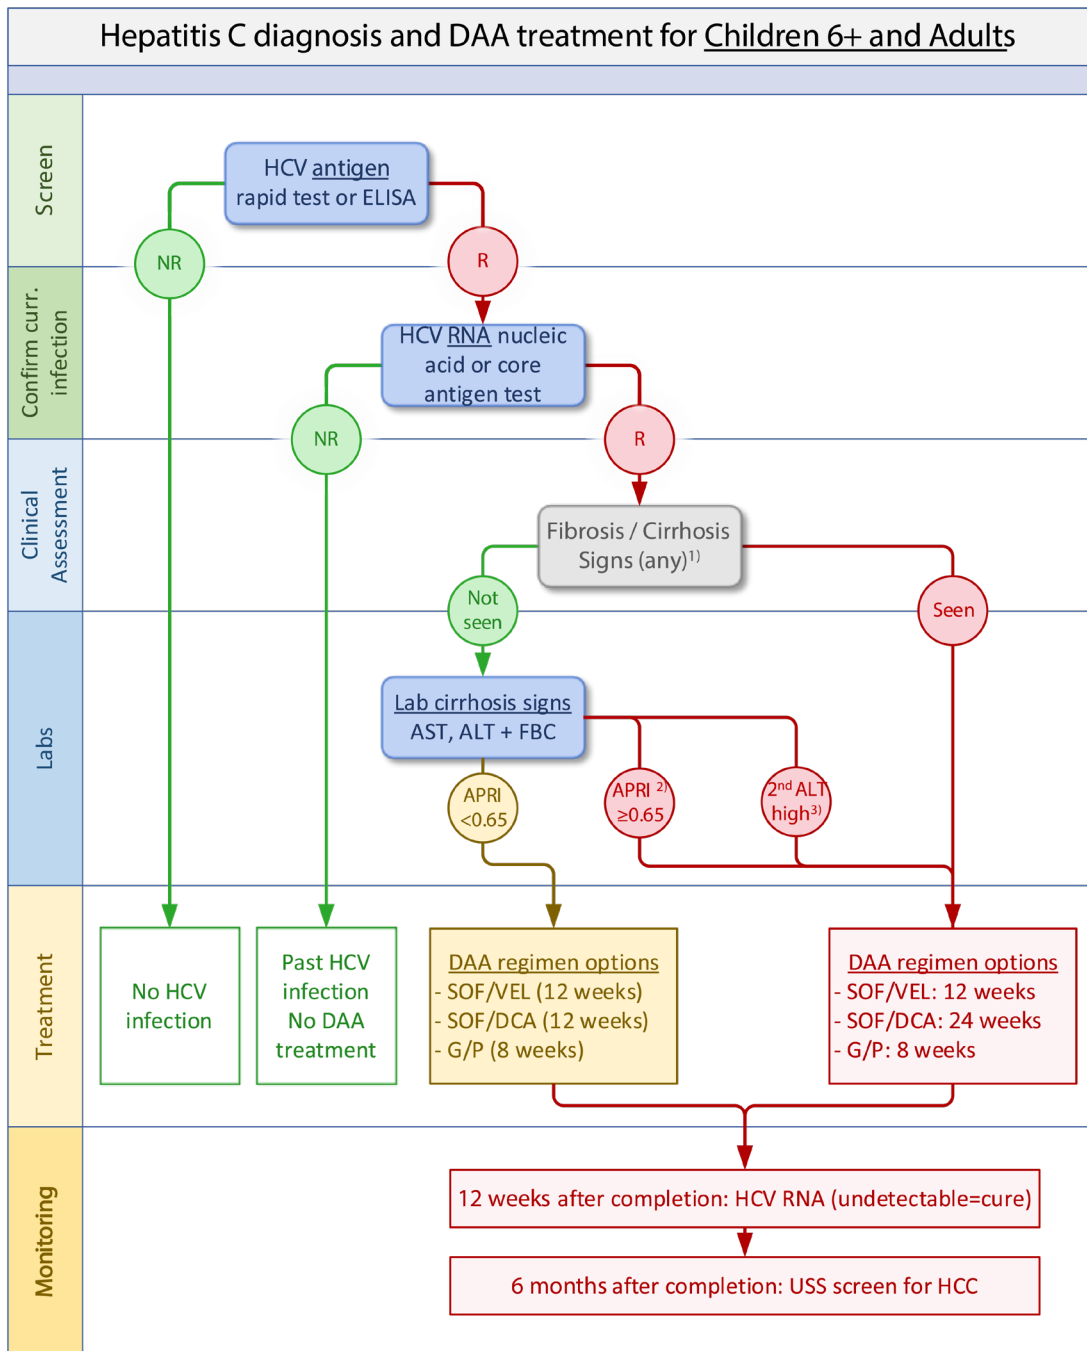 Hepatitis C diagnosis and DAA treatment for Children 6+ and Adults
Screen
HCV antigen
rapid test or ELISA
NR
R
Confirm curr.
infection
HCV RNA nucleic
acid or core
antigen test
NR
R
Clinical
Assessment
Fibrosis / Cirrhosis
Signs (any)1)
Not
seen
Seen
Labs
Lab cirrhosis signs
AST, ALT + FBC
APRI
<0.65
APRI 2)
≥0.65
2nd ALT
high3)
Treatment
No HCV
infection
Past HCV
infection
No DAA
treatment
DAA regimen options
- SOF/VEL (12 weeks)
- SOF/DCA (12 weeks)
- G/P (8 weeks)
DAA regimen options
- SOF/VEL: 12 weeks
- SOF/DCA: 24 weeks
- G/P: 8 weeks
Monitoring
12 weeks after completion: HCV RNA (undetectable=cure)
6 months after completion: USS screen for HCC